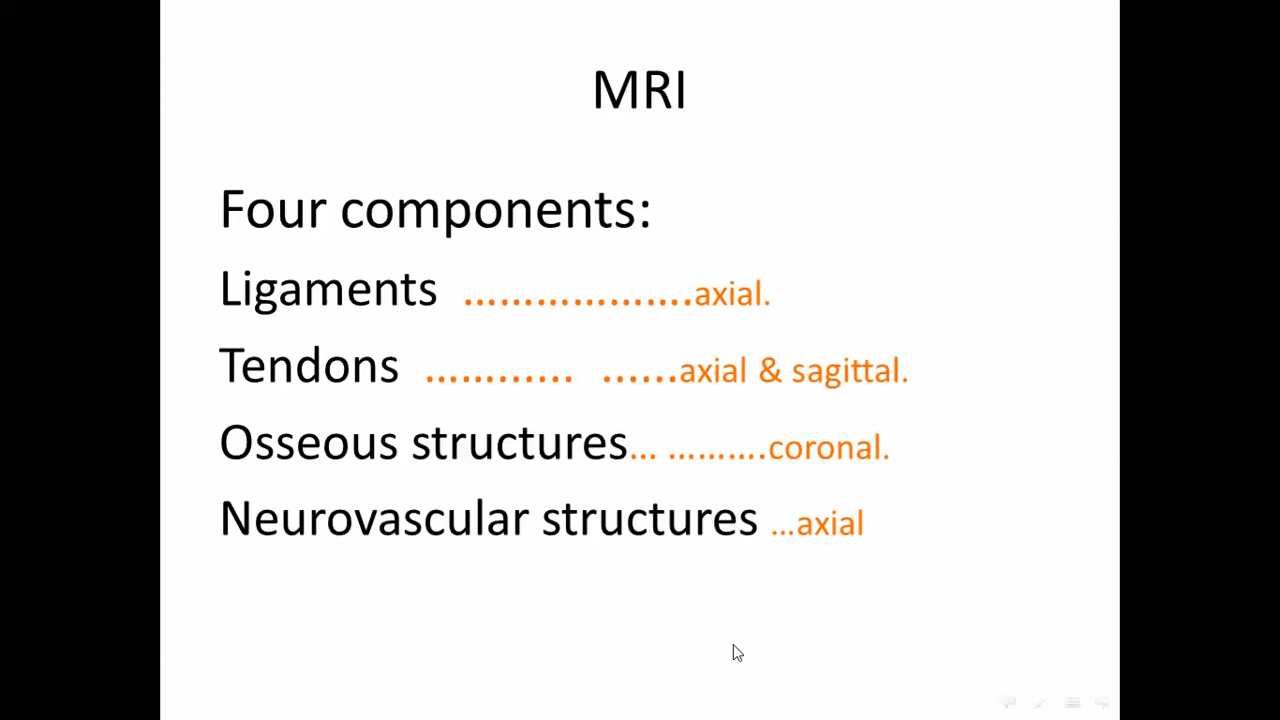 MRI
Four components:
Ligaments ………………….axial.
Tendons …….…... ……axial & sagittal.
Osseous structures… ……….coronal.
Neurovascular structures …axial